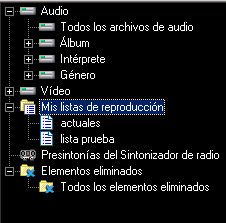 Audio
Todos los archivos de audio
Álbum
Intérprete
Género
Vídeo
Mis listas de reproducción
actuales
lista prueba
Presintonías del Sintonizador de radio
Elementos eliminados
Todos los elementos eliminados